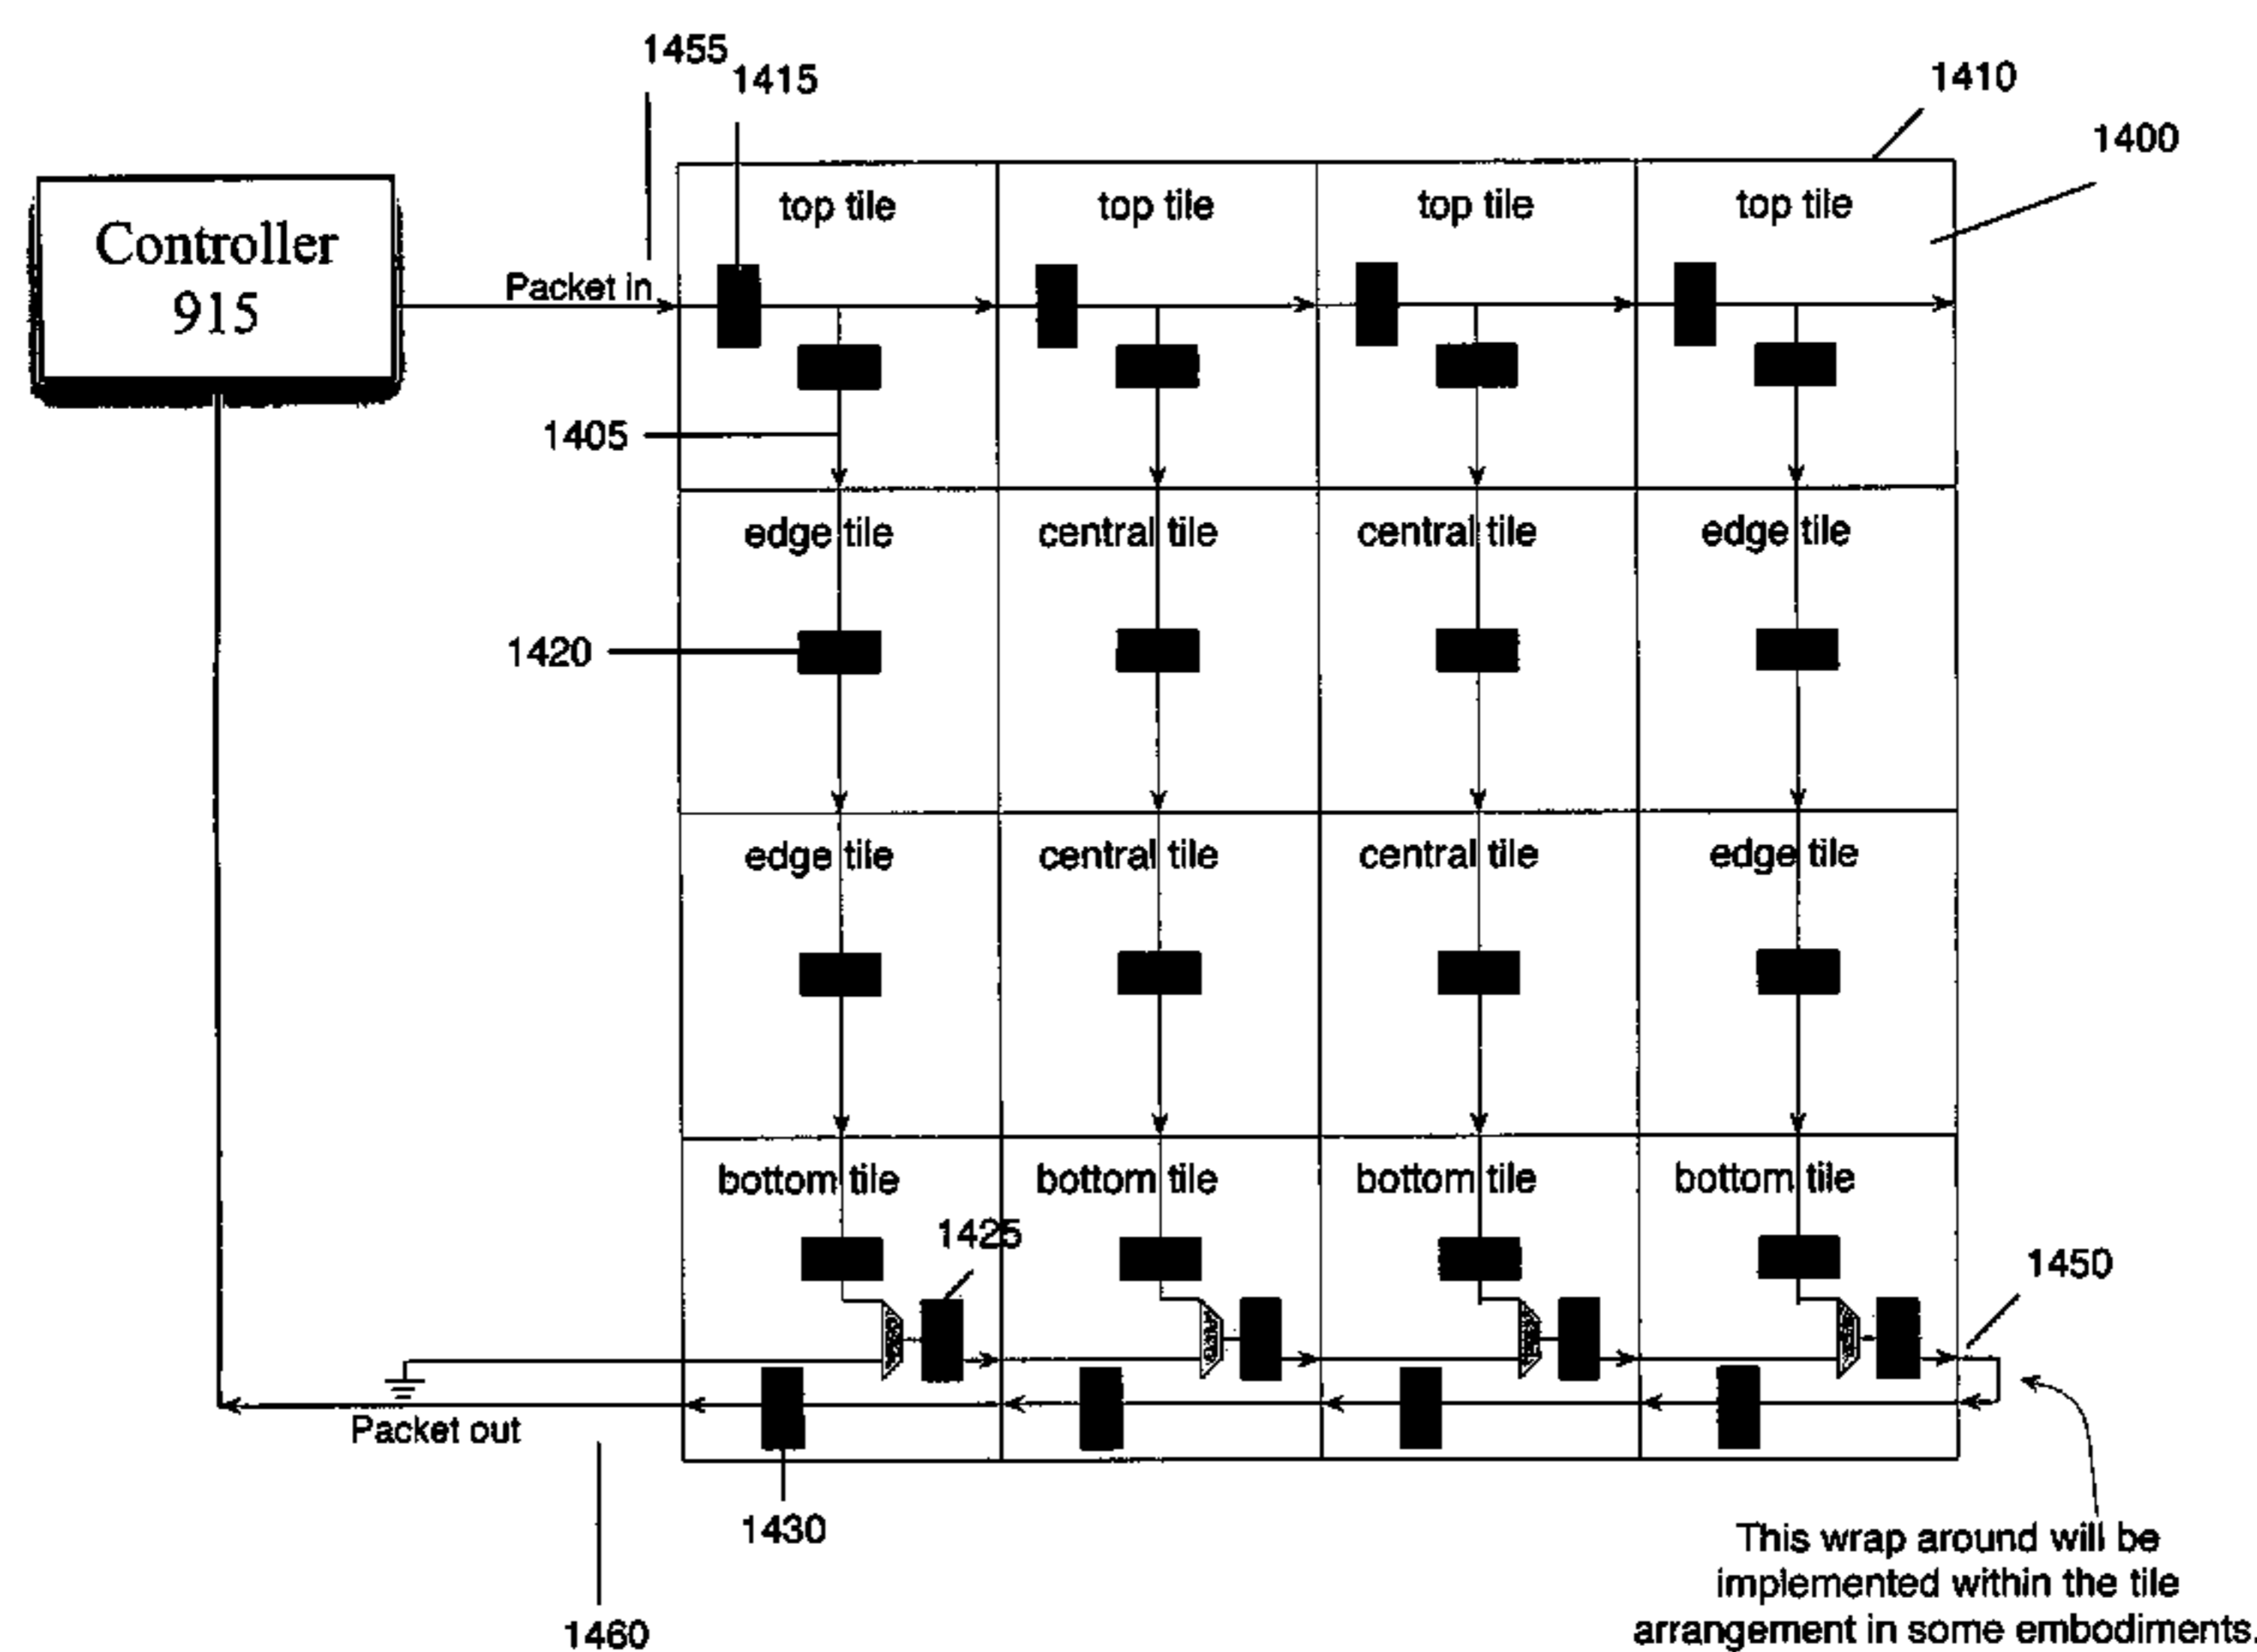 1455
1415
1410
1400
Controller
915
top tile
top tile
top tile
top tile
Packet in
1405
edge tile
central tile
central tile
edge tile
1420
edge tile
central tile
central tile
edge tile
bottom tile
bottom tile
bottom tile
bottom tile
1425
1450
Packet out
1430
1460
This wrap around will be
implemented within the tile
arrangement in some embodiments.